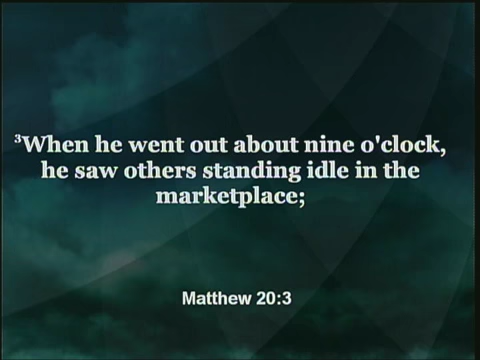 ³When he went out about nine o'clock,
he saw others standing idle in the
marketplace;
Matthew 20:3